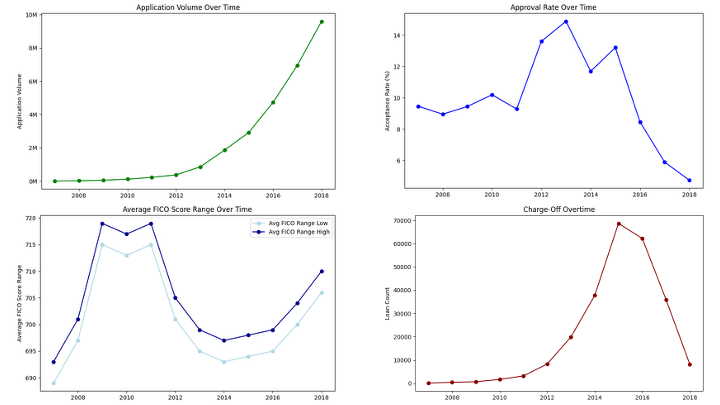 Application Volume Over Time
Application Volume
10M
8M
6M
4M
2M
0M
2008 2010 2012 2014 2016 2018
Approval Rate Over Time
Acceptance Rate (%)
14
12
10
8
6
2008 2010 2012 2014 2016 2018
Average FICO Score Range Over Time
Average FICO Score Range
720
715
710
705
700
695
690
Avg FICO Range Low
Avg FICO Range High
2008 2010 2012 2014 2016 2018
Charge-Off Overtime
Loan Count
70000
60000
50000
40000
30000
20000
10000
0
2008 2010 2012 2014 2016 2018